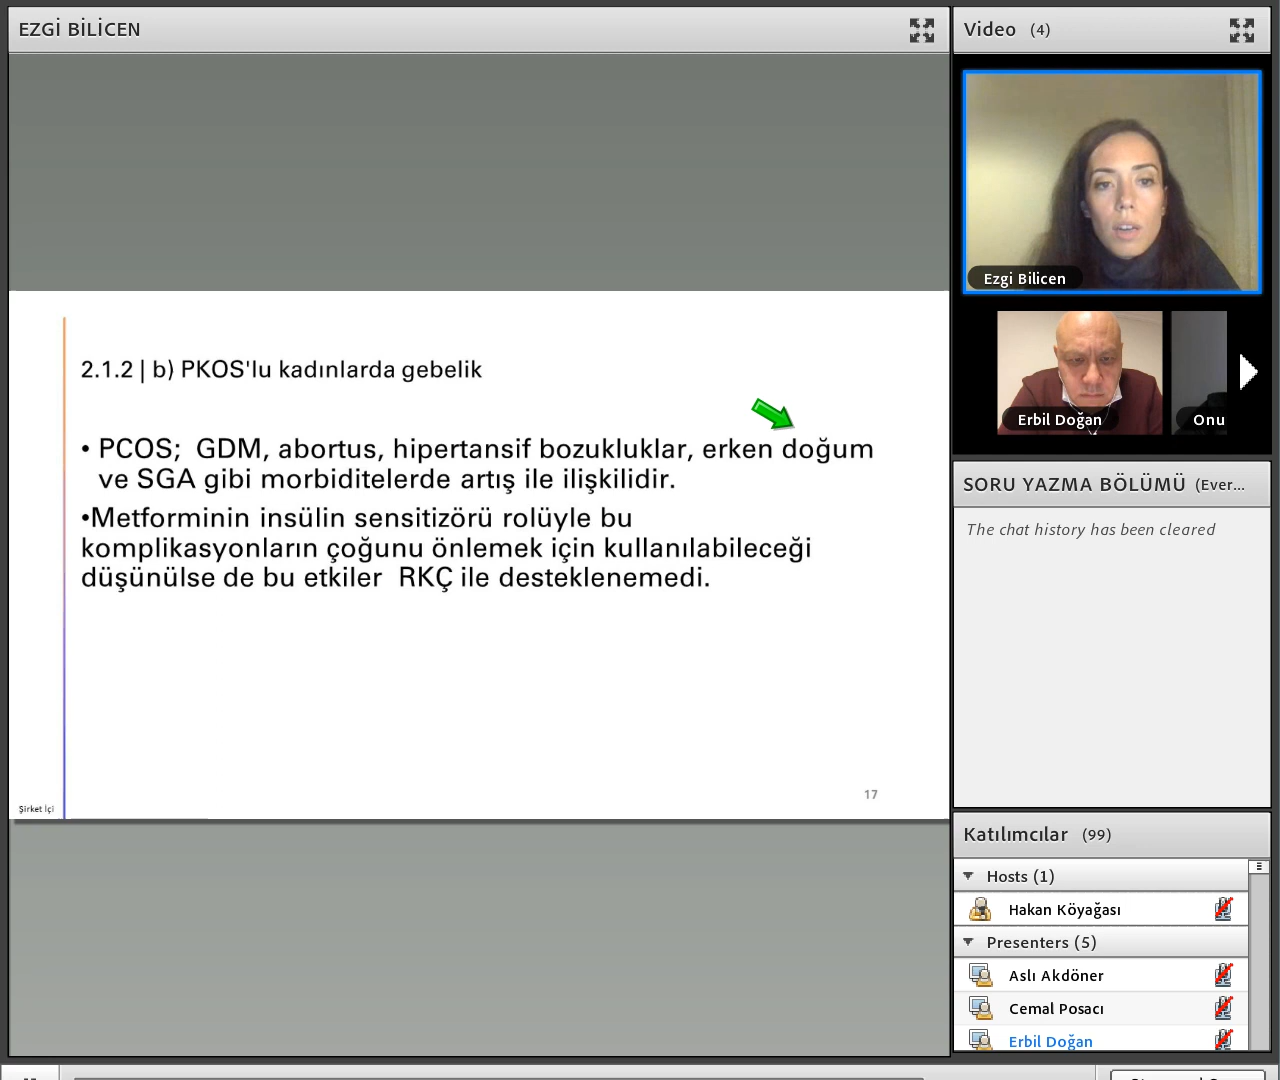 EZGİ BİLİCEN
2.1.2 | b) PKOS'lu kadınlarda gebelik
• PCOS;  GDM, abortus, hipertansif bozukluklar, erken doğum
ve SGA gibi morbiditelerde artış ile ilişkilidir.
•Metforminin insülin sensitizörü rolüyle bu
komplikasyonların çoğunu önlemek için kullanılabileceği
düşünülse de bu etkiler  RKÇ ile desteklenemedi.
17
Şirket İçi
Video (4)
Ezgi Bilicen
Erbil Doğan
Onu
SORU YAZMA BÖLÜMÜ (Ever...
The chat history has been cleared
Katılımcılar (99)
Hosts (1)
Hakan Köyağası
Presenters (5)
Aslı Akdöner
Cemal Posacı
Erbil Doğan